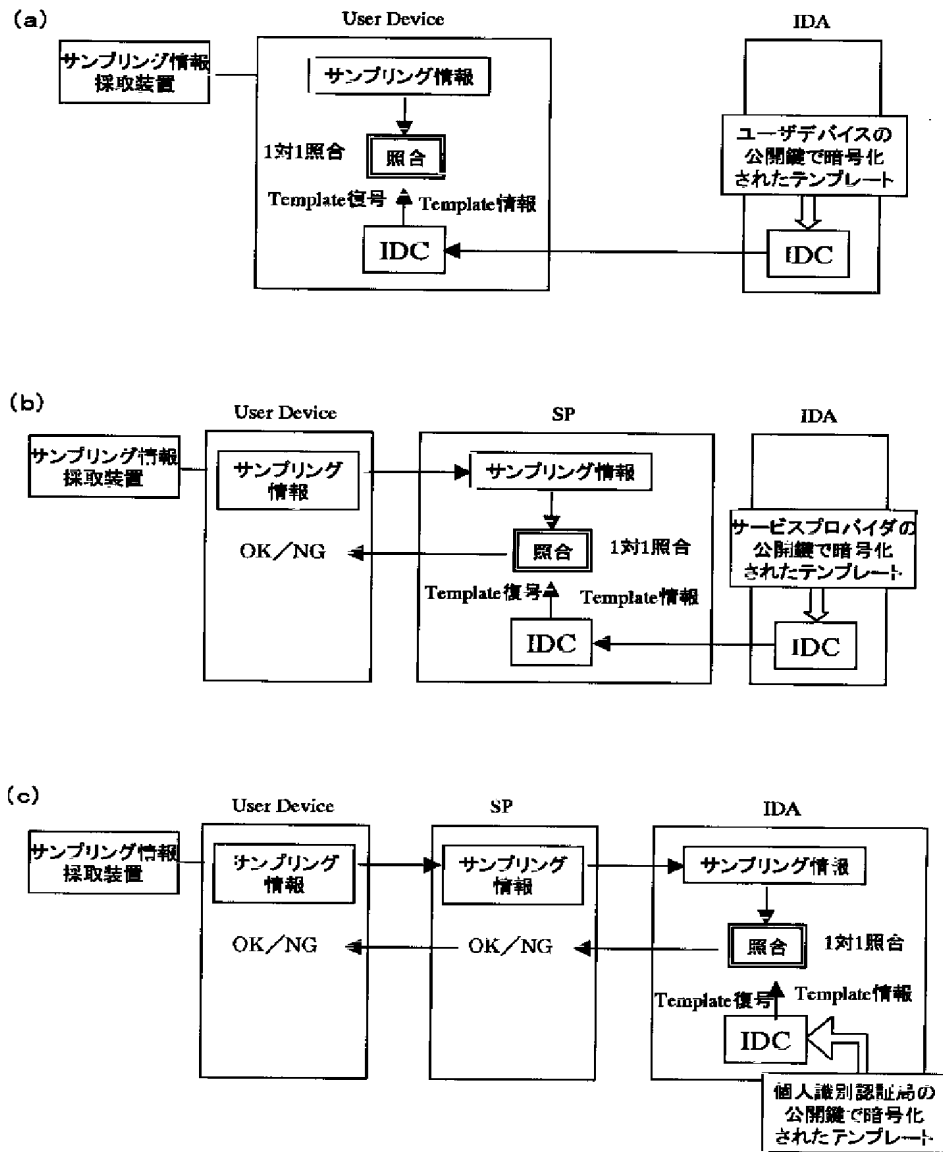 (a)
User Device
IDA
サンプリング情報
採取装置
サンプリング情報
ユーザデバイスの
公開鍵で暗号化
されたテンプレート
1対1照合
照合
Template復号
Template情報
IDC
IDC
(b)
User Device
SP
IDA
サンプリング情報
採取装置
サンプリング
情報
サンプリング情報
サービスプロバイダの
公開鍵で暗号化
されたテンプレート
OK/NG
照合
1対1照合
Template復号
Template情報
IDC
IDC
(c)
User Device
SP
IDA
サンプリング情報
採取装置
サンプリング
情報
サンプリング
情報
サンプリング情報
OK/NG
OK/NG
照合
1対1照合
Template復号
Template情報
IDC
個人識別認証局の
公開鍵で暗号化
されたテンプレート